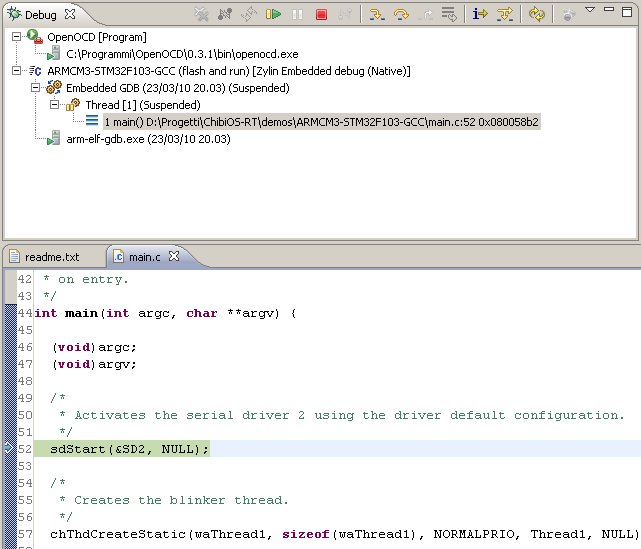 Debug
OpenOCD [Program]
C:\Programmi\OpenOCD\0.3.1\bin\openocd.exe
ARMCM3-STM32F103-GCC (flash and run) [Zylin Embedded debug (Native)]
Embedded GDB (23/03/10 20.03) (Suspended)
Thread [1] (Suspended)
1 main() D:\Progetti\ChibiOS-RT\demos\ARMCM3-STM32F103-GCC\main.c:52 0x080058b2
arm-elf-gdb.exe (23/03/10 20.03)
readme.txt main.c
42 * on entry.
43 */
44 int main(int argc, char **argv) {
45
46 (void)argc;
47 (void)argv;
48
49 /*
50 * Activates the serial driver 2 using the driver default configuration.
51 */
52 sdStart(&SD2, NULL);
53
54 /*
55 * Creates the blinker thread.
56 */
57 chThdCreateStatic(waThread1, sizeof(waThread1), NORMALPRIO, Thread1, NULL)